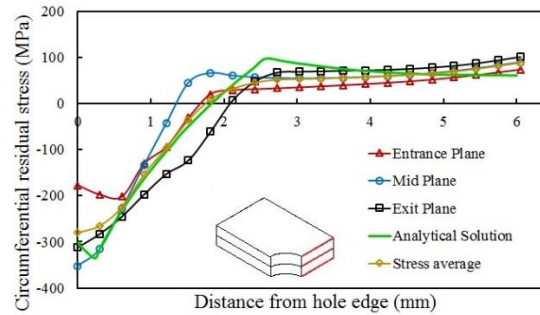 Circumferential residual stress (MPa)
200
100
0
-100
-200
-300
-400
0
1
2
3
4
5
6
Distance from hole edge (mm)
Entrance Plane
Mid Plane
Exit Plane
Analytical Solution
Stress average